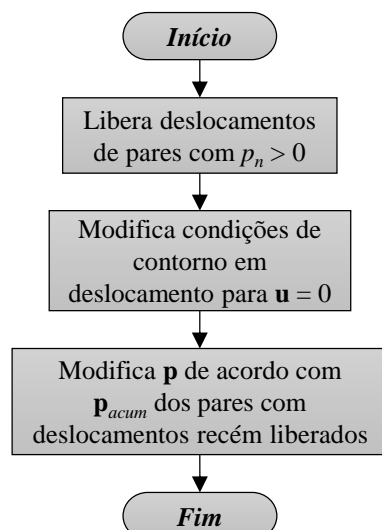 Início
Libera deslocamentos
de pares com pₙ > 0
Modifica condições de
contorno em
deslocamento para u = 0
Modifica p de acordo com
p_acum dos pares com
deslocamentos recém liberados
Fim